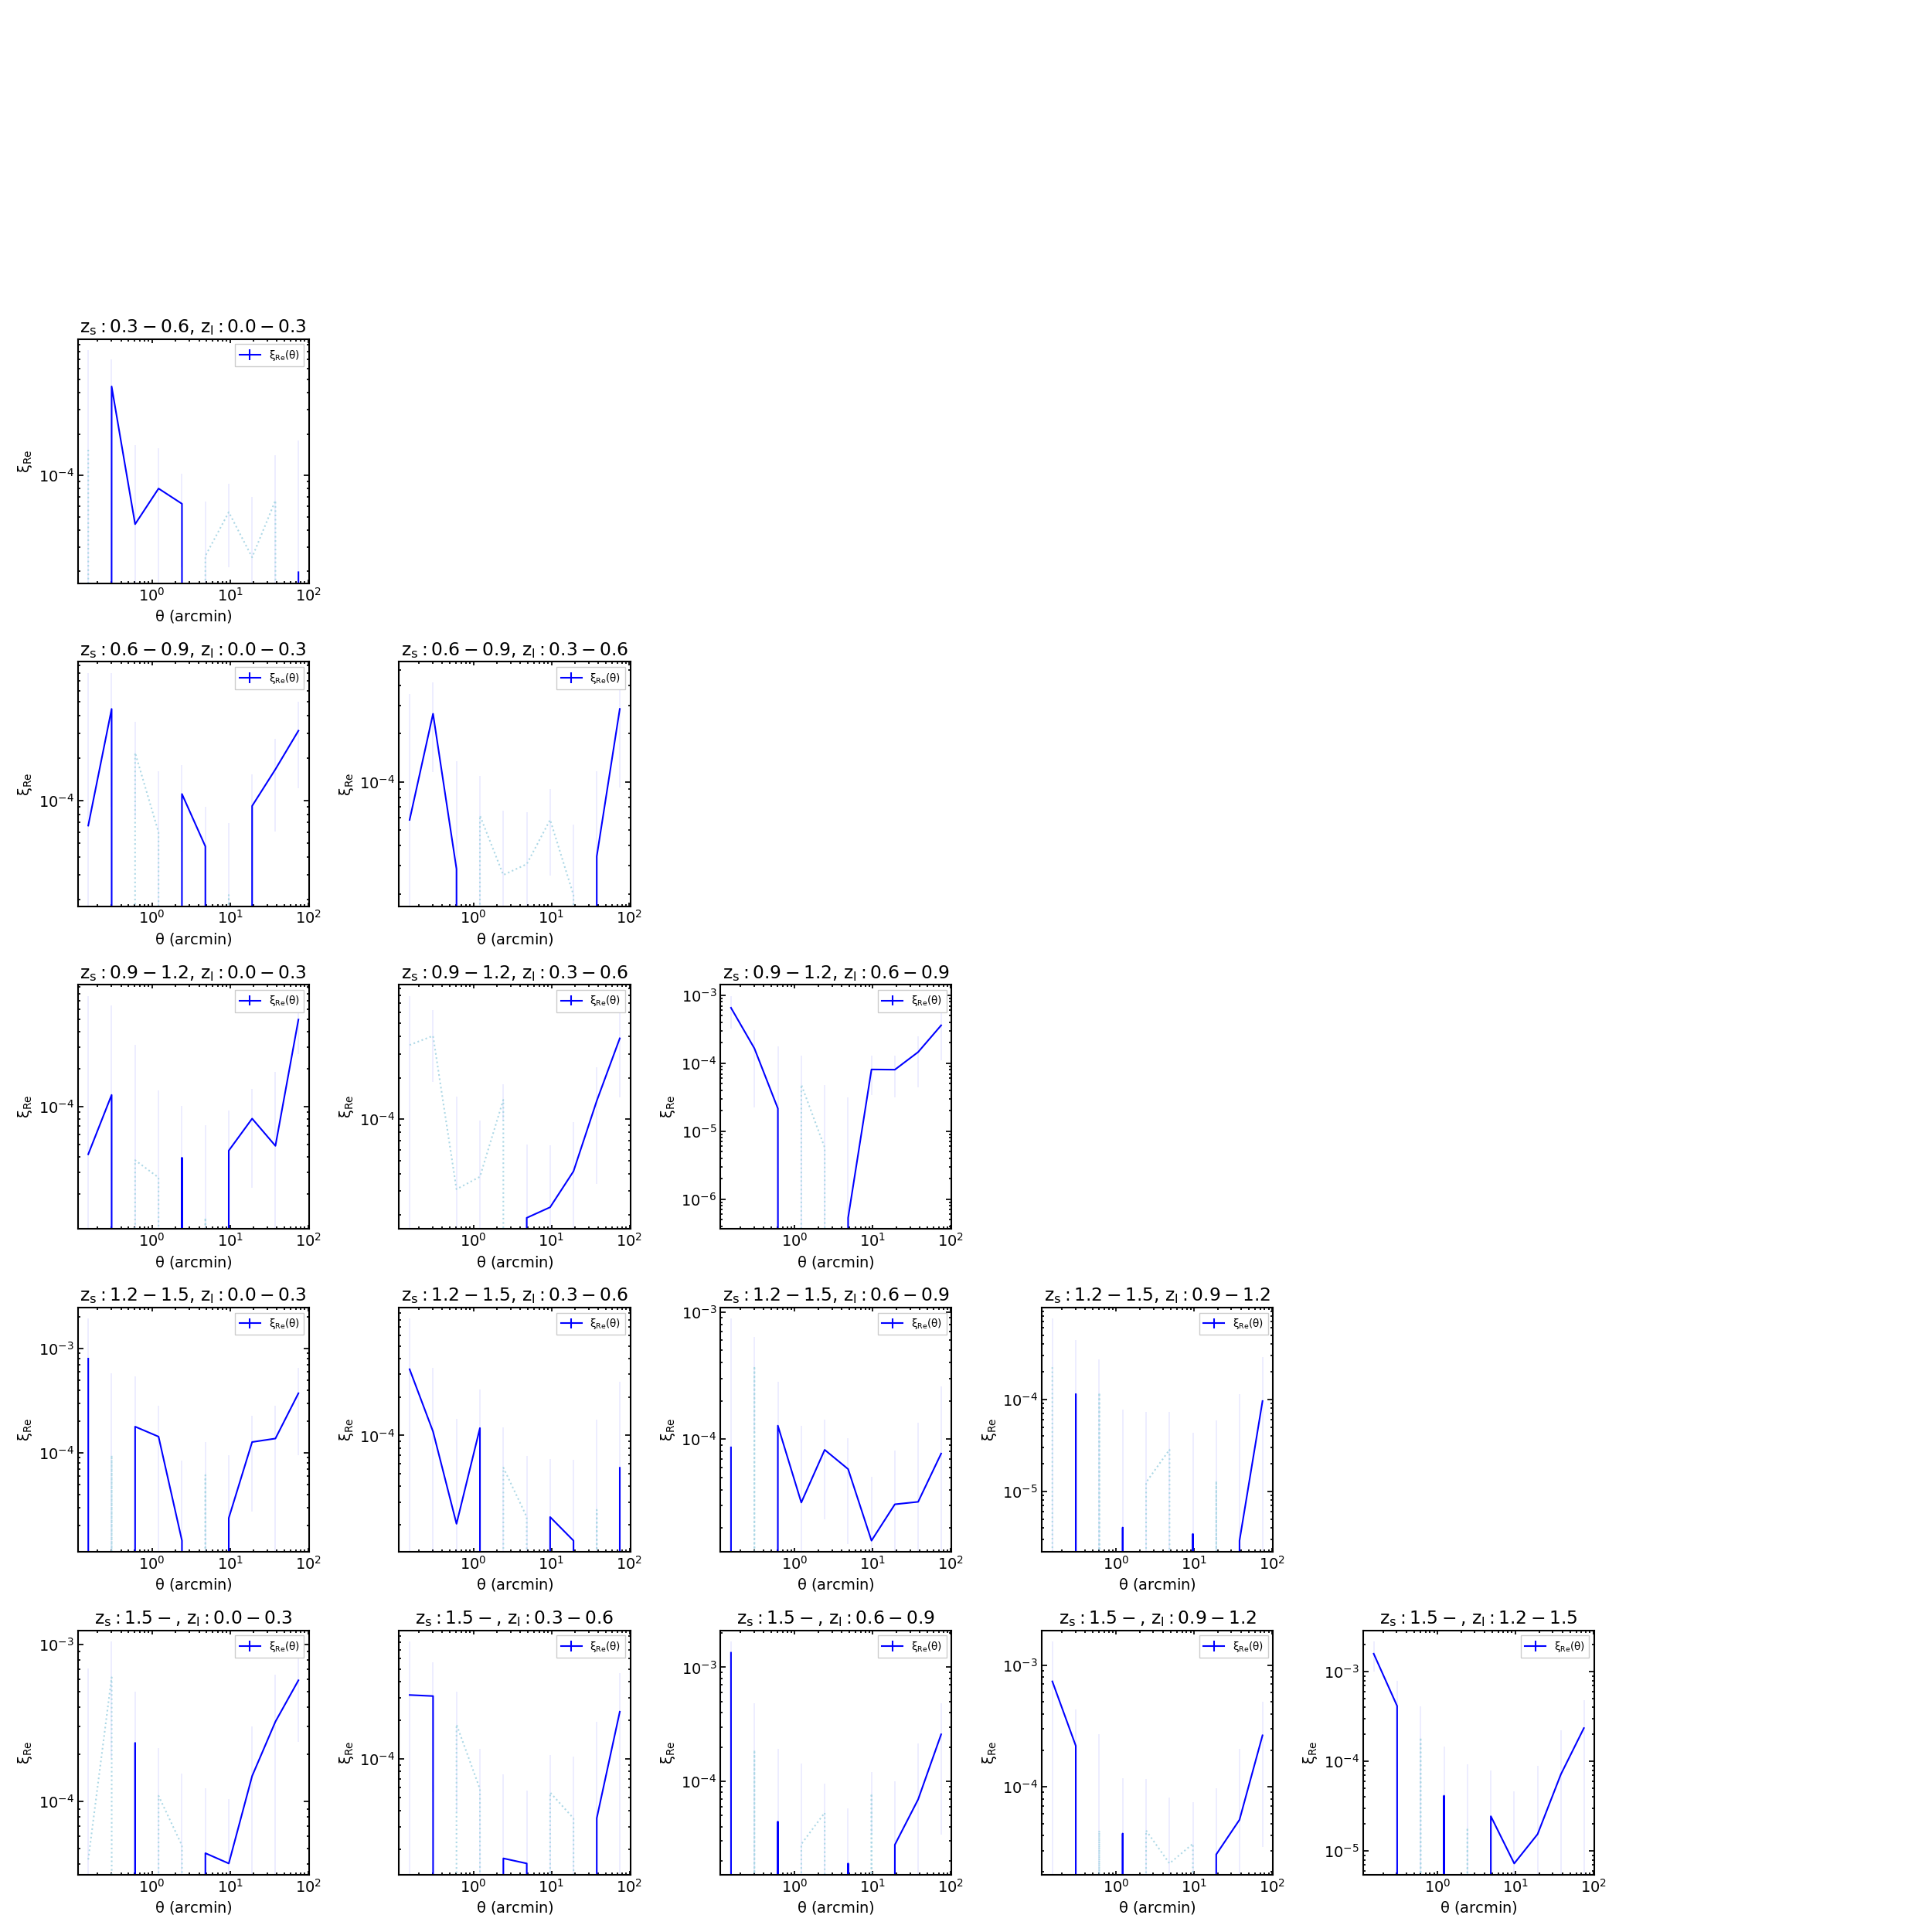 zₛ : 0.3 − 0.6, zₗ : 0.0 − 0.3
ξRe(θ)
ξRe
10⁻⁴
10⁰ 10¹ 10²
θ (arcmin)
zₛ : 0.6 − 0.9, zₗ : 0.0 − 0.3
ξRe(θ)
ξRe
10⁻⁴
10⁰ 10¹ 10²
θ (arcmin)
zₛ : 0.6 − 0.9, zₗ : 0.3 − 0.6
ξRe(θ)
ξRe
10⁻⁴
10⁰ 10¹ 10²
θ (arcmin)
zₛ : 0.9 − 1.2, zₗ : 0.0 − 0.3
ξRe(θ)
ξRe
10⁻⁴
10⁰ 10¹ 10²
θ (arcmin)
zₛ : 0.9 − 1.2, zₗ : 0.3 − 0.6
ξRe(θ)
ξRe
10⁻⁴
10⁰ 10¹ 10²
θ (arcmin)
zₛ : 0.9 − 1.2, zₗ : 0.6 − 0.9
ξRe(θ)
ξRe
10⁻³
10⁻⁴
10⁻⁵
10⁻⁶
10⁰ 10¹ 10²
θ (arcmin)
zₛ : 1.2 − 1.5, zₗ : 0.0 − 0.3
ξRe(θ)
ξRe
10⁻³
10⁻⁴
10⁰ 10¹ 10²
θ (arcmin)
zₛ : 1.2 − 1.5, zₗ : 0.3 − 0.6
ξRe(θ)
ξRe
10⁻⁴
10⁰ 10¹ 10²
θ (arcmin)
zₛ : 1.2 − 1.5, zₗ : 0.6 − 0.9
ξRe(θ)
ξRe
10⁻³
10⁻⁴
10⁰ 10¹ 10²
θ (arcmin)
zₛ : 1.2 − 1.5, zₗ : 0.9 − 1.2
ξRe(θ)
ξRe
10⁻⁴
10⁻⁵
10⁰ 10¹ 10²
θ (arcmin)
zₛ : 1.5 −, zₗ : 0.0 − 0.3
ξRe(θ)
ξRe
10⁻³
10⁻⁴
10⁰ 10¹ 10²
θ (arcmin)
zₛ : 1.5 −, zₗ : 0.3 − 0.6
ξRe(θ)
ξRe
10⁻⁴
10⁰ 10¹ 10²
θ (arcmin)
zₛ : 1.5 −, zₗ : 0.6 − 0.9
ξRe(θ)
ξRe
10⁻³
10⁻⁴
10⁰ 10¹ 10²
θ (arcmin)
zₛ : 1.5 −, zₗ : 0.9 − 1.2
ξRe(θ)
ξRe
10⁻³
10⁻⁴
10⁰ 10¹ 10²
θ (arcmin)
zₛ : 1.5 −, zₗ : 1.2 − 1.5
ξRe(θ)
ξRe
10⁻³
10⁻⁴
10⁻⁵
10⁰ 10¹ 10²
θ (arcmin)